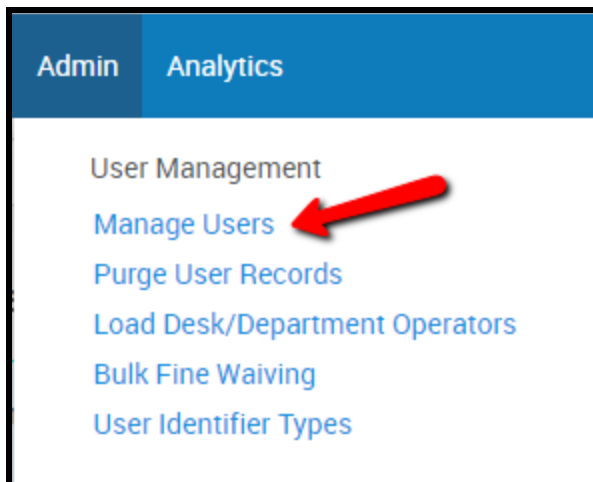 Admin Analytics
User Management
Manage Users
Purge User Records
Load Desk/Department Operators
Bulk Fine Waiving
User Identifier Types